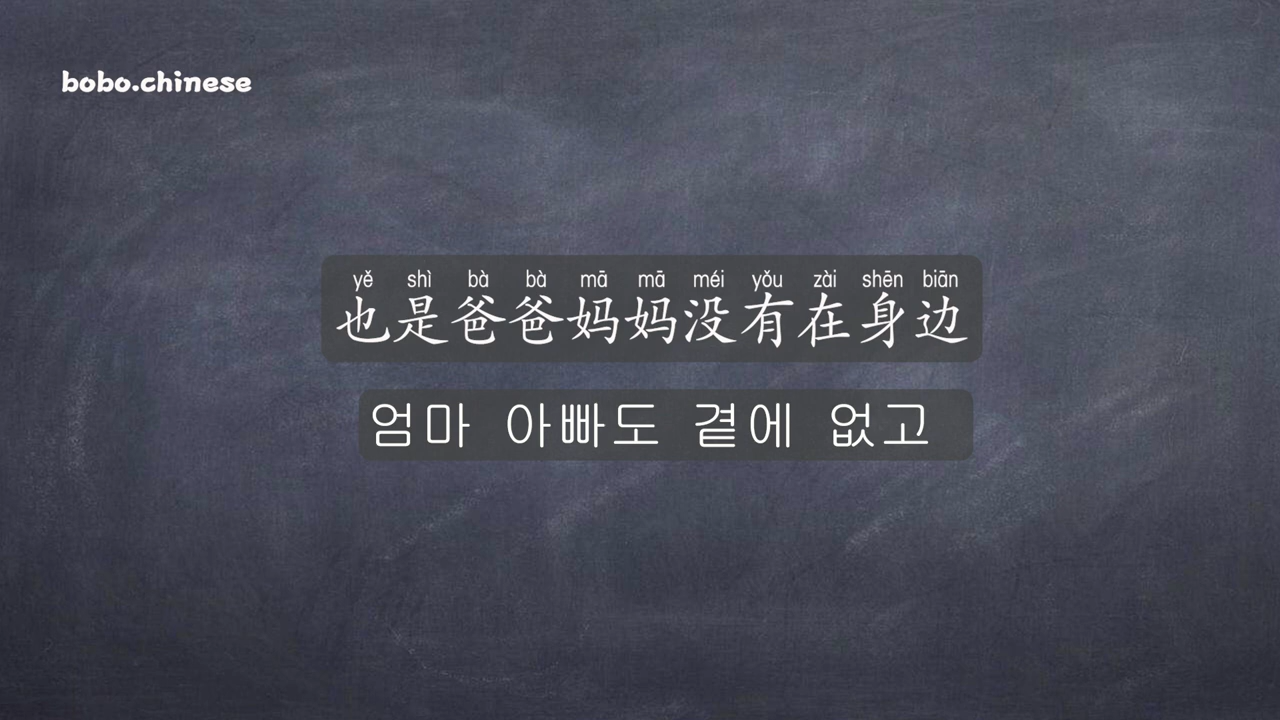 bobo.chinese
yě shì bà bà mā mā méi yǒu zài shēn biān
也是爸爸妈妈没有在身边
엄마 아빠도 곁에 없고